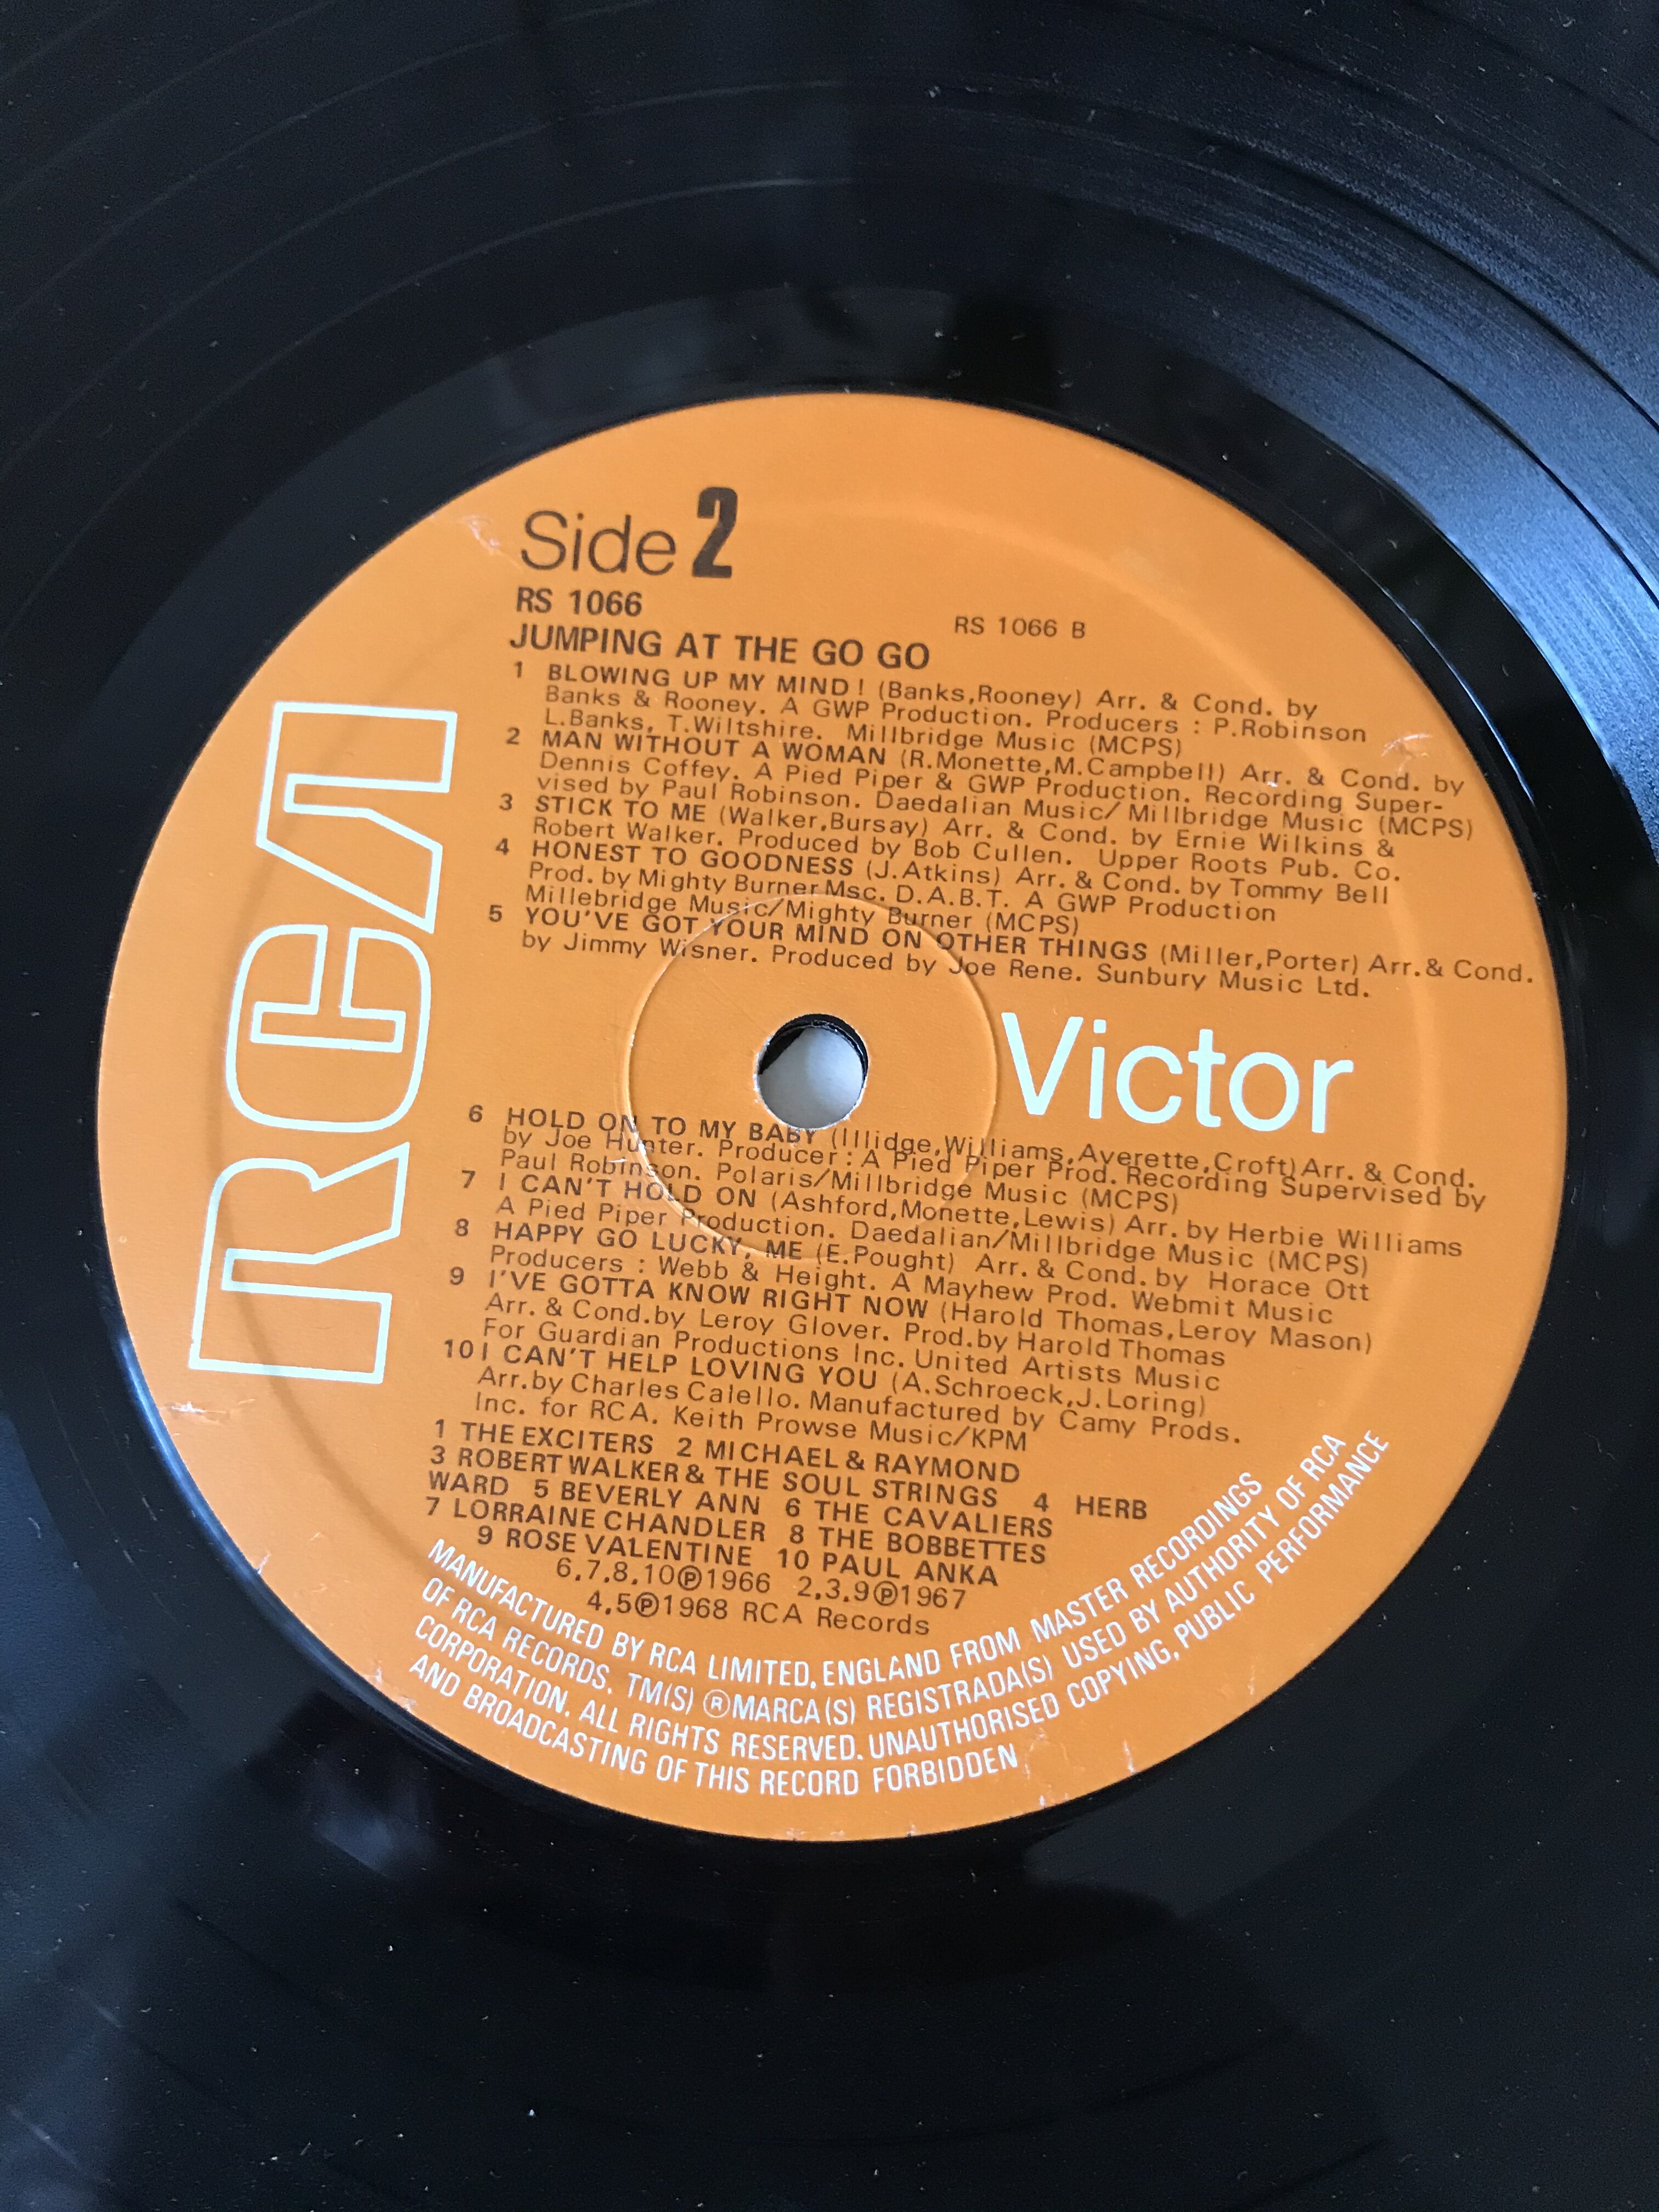 Side 2
RS 1066
RS 1066 B
JUMPING AT THE GO GO
1 BLOWING UP MY MIND! (Banks,Rooney) Arr. & Cond. by
Banks & Rooney. A GWP Production. Producers : P.Robinson
L.Banks, T.Wiltshire. Millbridge Music (MCPS)
2 MAN WITHOUT A WOMAN (R.Monette,M.Campbell) Arr. & Cond. by
Dennis Coffey. A Pied Piper & GWP Production. Recording Super-
vised by Paul Robinson. Daedalian Music/Millbridge Music (MCPS)
3 STICK TO ME (Walker,Bursay) Arr. & Cond. by Ernie Wilkins &
Robert Walker. Produced by Bob Cullen. Upper Roots Pub. Co.
4 HONEST TO GOODNESS (J.Atkins) Arr. & Cond. by Tommy Bell
Prod. by Mighty Burner Msc. D.A.B.T. A GWP Production
Millebridge Music/Mighty Burner (MCPS)
5 YOU'VE GOT YOUR MIND ON OTHER THINGS (Miller,Porter) Arr.& Cond.
by Jimmy Wisner. Produced by Joe Rene. Sunbury Music Ltd.
RCA
Victor
6 HOLD ON TO MY BABY (Illidge,Williams,Averette,Croft)Arr. & Cond.
by Joe Hunter. Producer : A Pied Piper Prod. Recording Supervised by
Paul Robinson. Polaris/Millbridge Music (MCPS)
7 I CAN'T HOLD ON (Ashford,Monette,Lewis) Arr. by Herbie Williams
A Pied Piper Production. Daedalian/Millbridge Music (MCPS)
8 HAPPY GO LUCKY, ME (E.Pought) Arr. & Cond. by Horace Ott
Producers : Webb & Height. A Mayhew Prod. Webmit Music
9 I'VE GOTTA KNOW RIGHT NOW (Harold Thomas,Leroy Mason)
Arr. & Cond.by Leroy Glover. Prod.by Harold Thomas
For Guardian Productions Inc. United Artists Music
10 I CAN'T HELP LOVING YOU (A.Schroeck,J.Loring)
Arr.by Charles Calello. Manufactured by Camy Prods.
Inc. for RCA. Keith Prowse Music/KPM
1 THE EXCITERS 2 MICHAEL & RAYMOND
3 ROBERT WALKER & THE SOUL STRINGS 4 HERB
WARD 5 BEVERLY ANN 6 THE CAVALIERS
7 LORRAINE CHANDLER 8 THE BOBBETTES
9 ROSE VALENTINE 10 PAUL ANKA
6,7,8,10℗1966 2,3,9℗1967
4,5℗1968 RCA Records
MANUFACTURED BY RCA LIMITED, ENGLAND FROM MASTER RECORDINGS
OF RCA RECORDS. TM(S) ® MARCA(S) REGISTRADA(S) USED BY AUTHORITY OF RCA
CORPORATION. ALL RIGHTS RESERVED. UNAUTHORISED COPYING, PUBLIC PERFORMANCE
AND BROADCASTING OF THIS RECORD FORBIDDEN